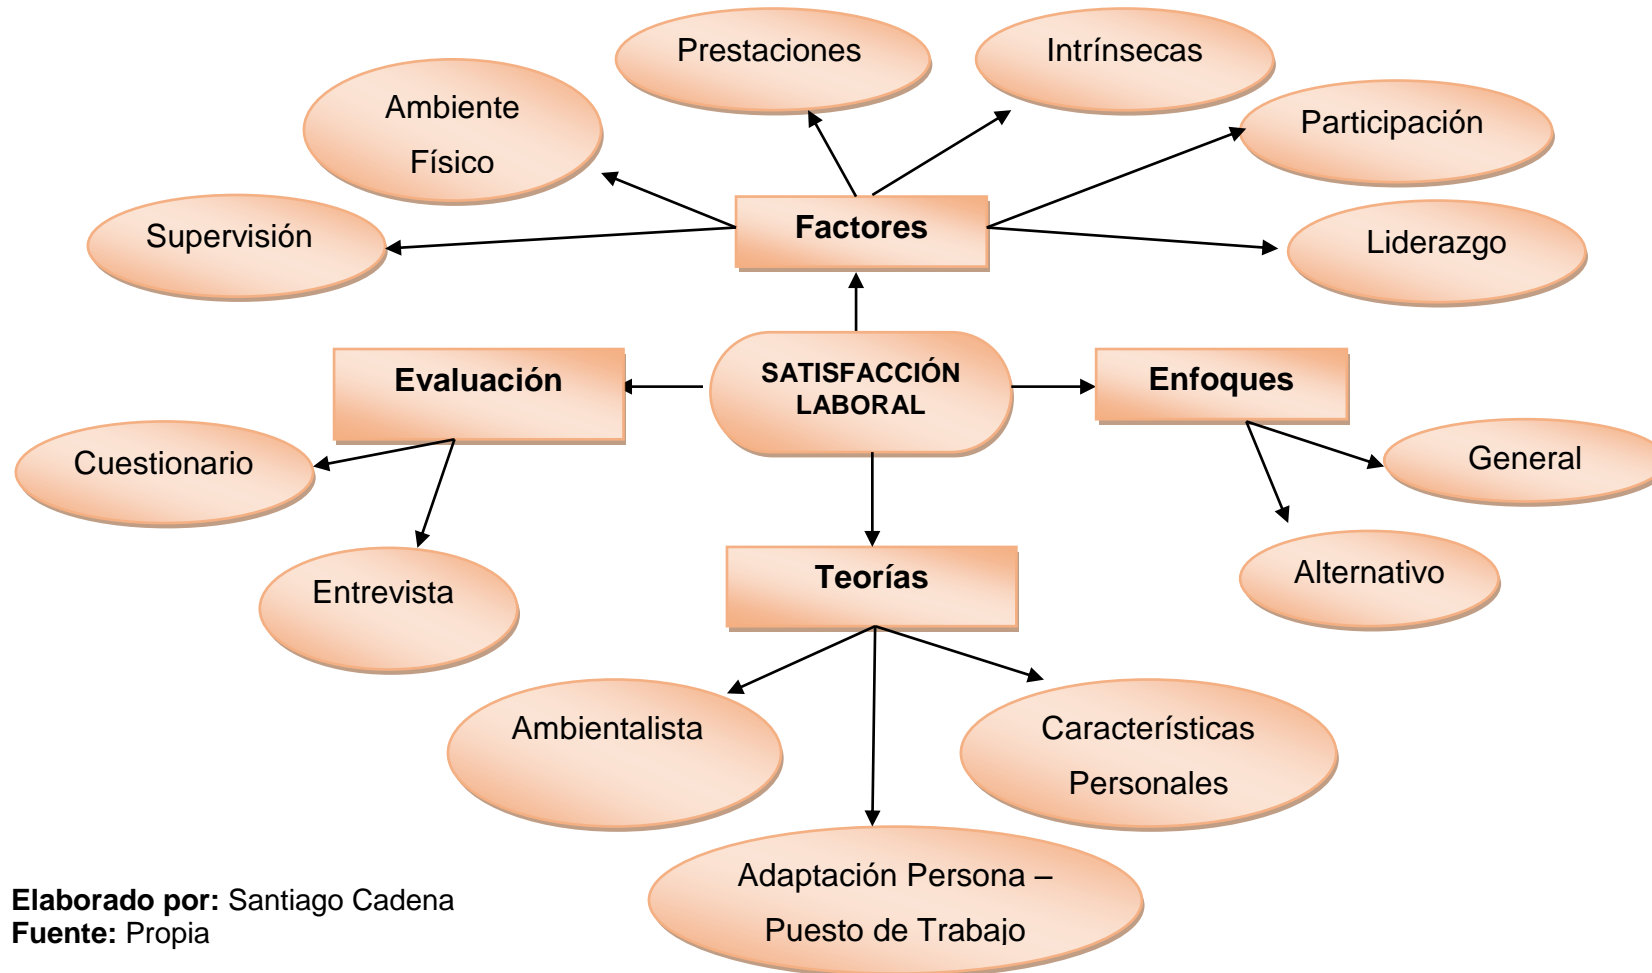 Prestaciones
Intrínsecas
Ambiente
Físico
Participación
Supervisión
Factores
Liderazgo
Evaluación
SATISFACCIÓN
LABORAL
Enfoques
Cuestionario
General
Entrevista
Teorías
Alternativo
Ambientalista
Características
Personales
Adaptación Persona –
Puesto de Trabajo
Elaborado por: Santiago Cadena
Fuente: Propia